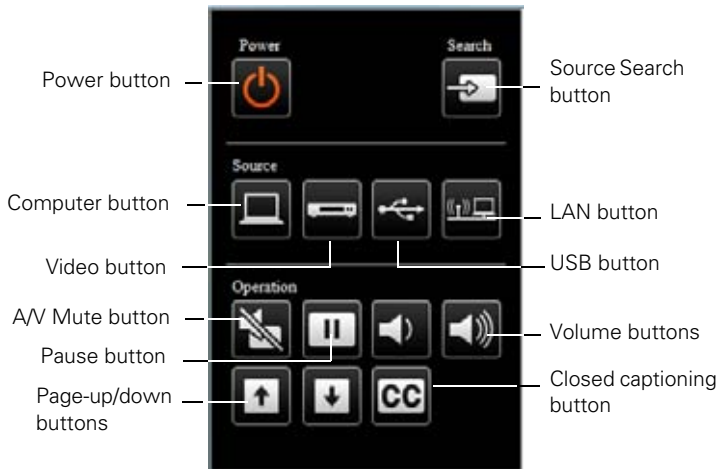 Power
Search
Power button
Source Search
button
Source
Computer button
LAN button
Video button
USB button
Operation
A/V Mute button
Volume buttons
Pause button
Page-up/down
buttons
CC
Closed captioning
button